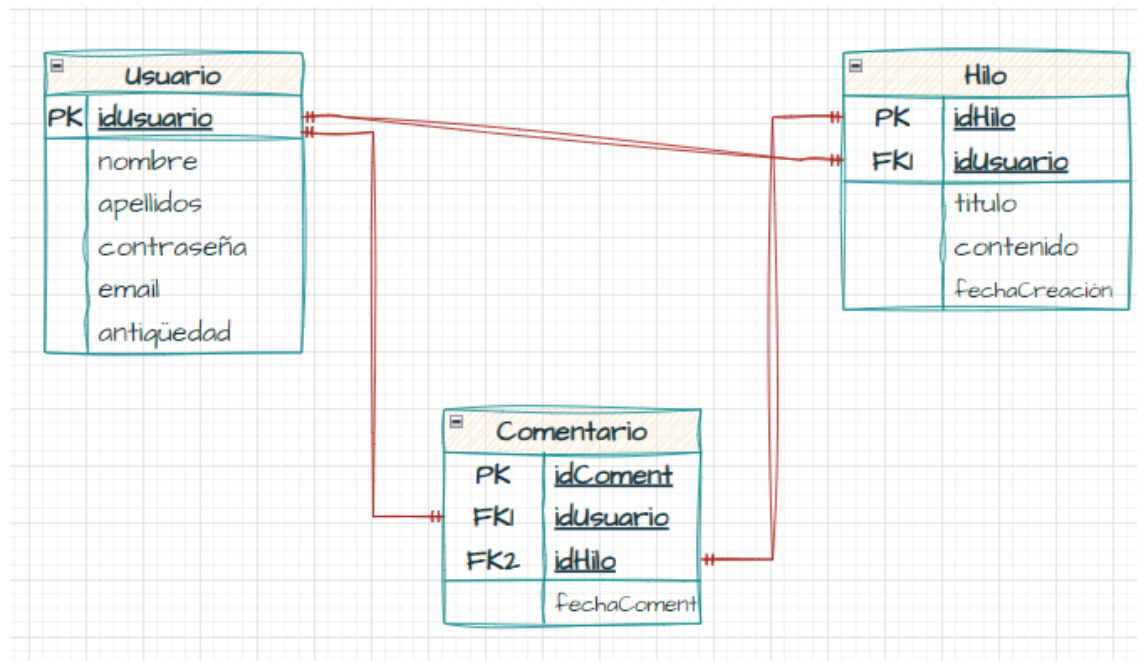 Usuario
PK idUsuario
nombre
apellidos
contraseña
email
antigüedad
Hilo
PK idHilo
FK1 idUsuario
titulo
contenido
fechaCreación
Comentario
PK idComent
FK1 idUsuario
FK2 idHilo
fechaComent